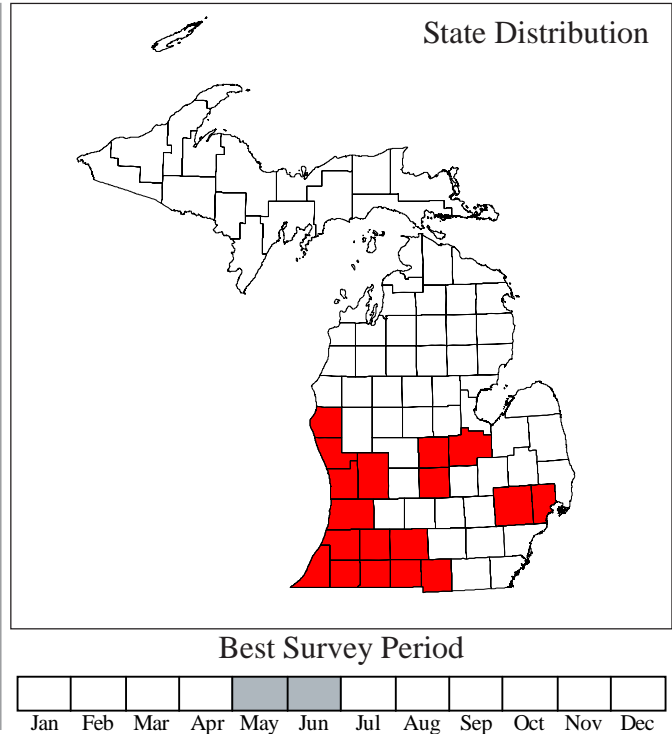 State Distribution
Best Survey Period
Jan Feb Mar Apr May Jun Jul Aug Sep Oct Nov Dec